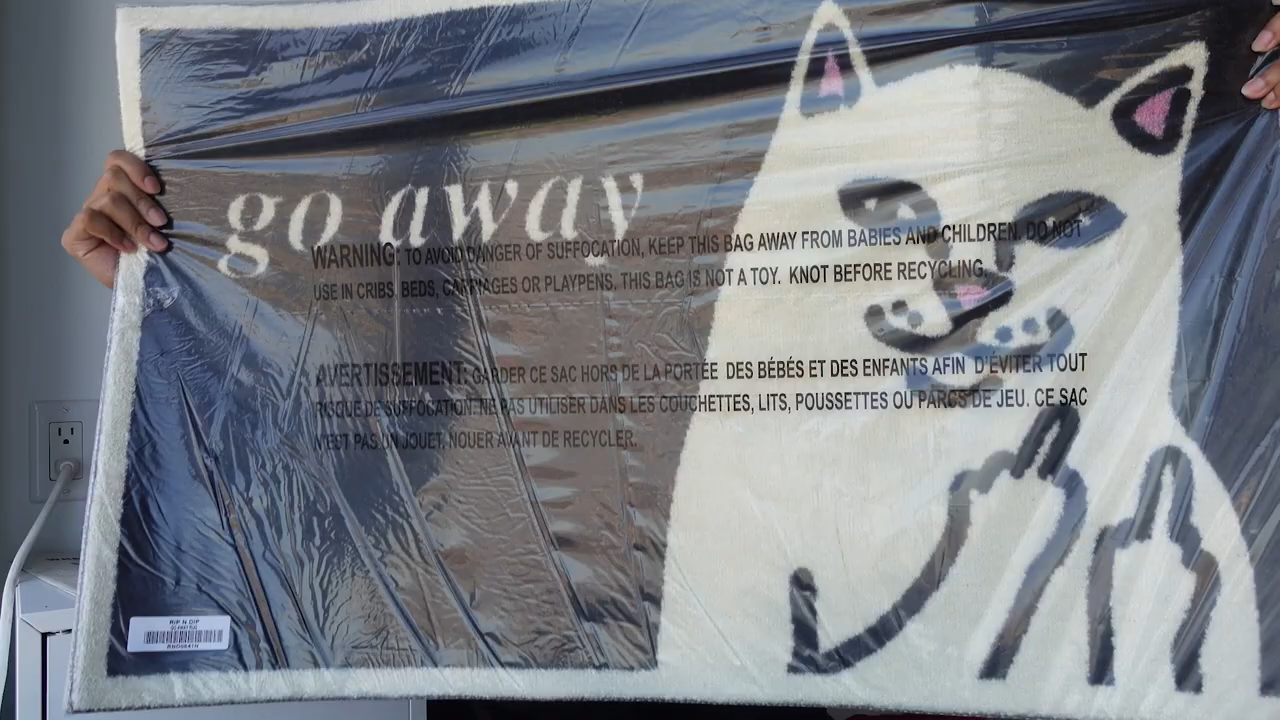 go away
WARNING: TO AVOID DANGER OF SUFFOCATION, KEEP THIS BAG AWAY FROM BABIES AND CHILDREN. DO NOT
USE IN CRIBS, BEDS, CARRIAGES OR PLAYPENS. THIS BAG IS NOT A TOY. KNOT BEFORE RECYCLING.
AVERTISSEMENT: GARDER CE SAC HORS DE LA PORTÉE DES BÉBÉS ET DES ENFANTS AFIN D'ÉVITER TOUT
RISQUE DE SUFFOCATION. NE PAS UTILISER DANS LES COUCHETTES, LITS, POUSSETTES OU PARCS DE JEU. CE SAC
N'EST PAS UN JOUET. NOUER AVANT DE RECYCLER.
RIP N DIP
GO AWAY RUG